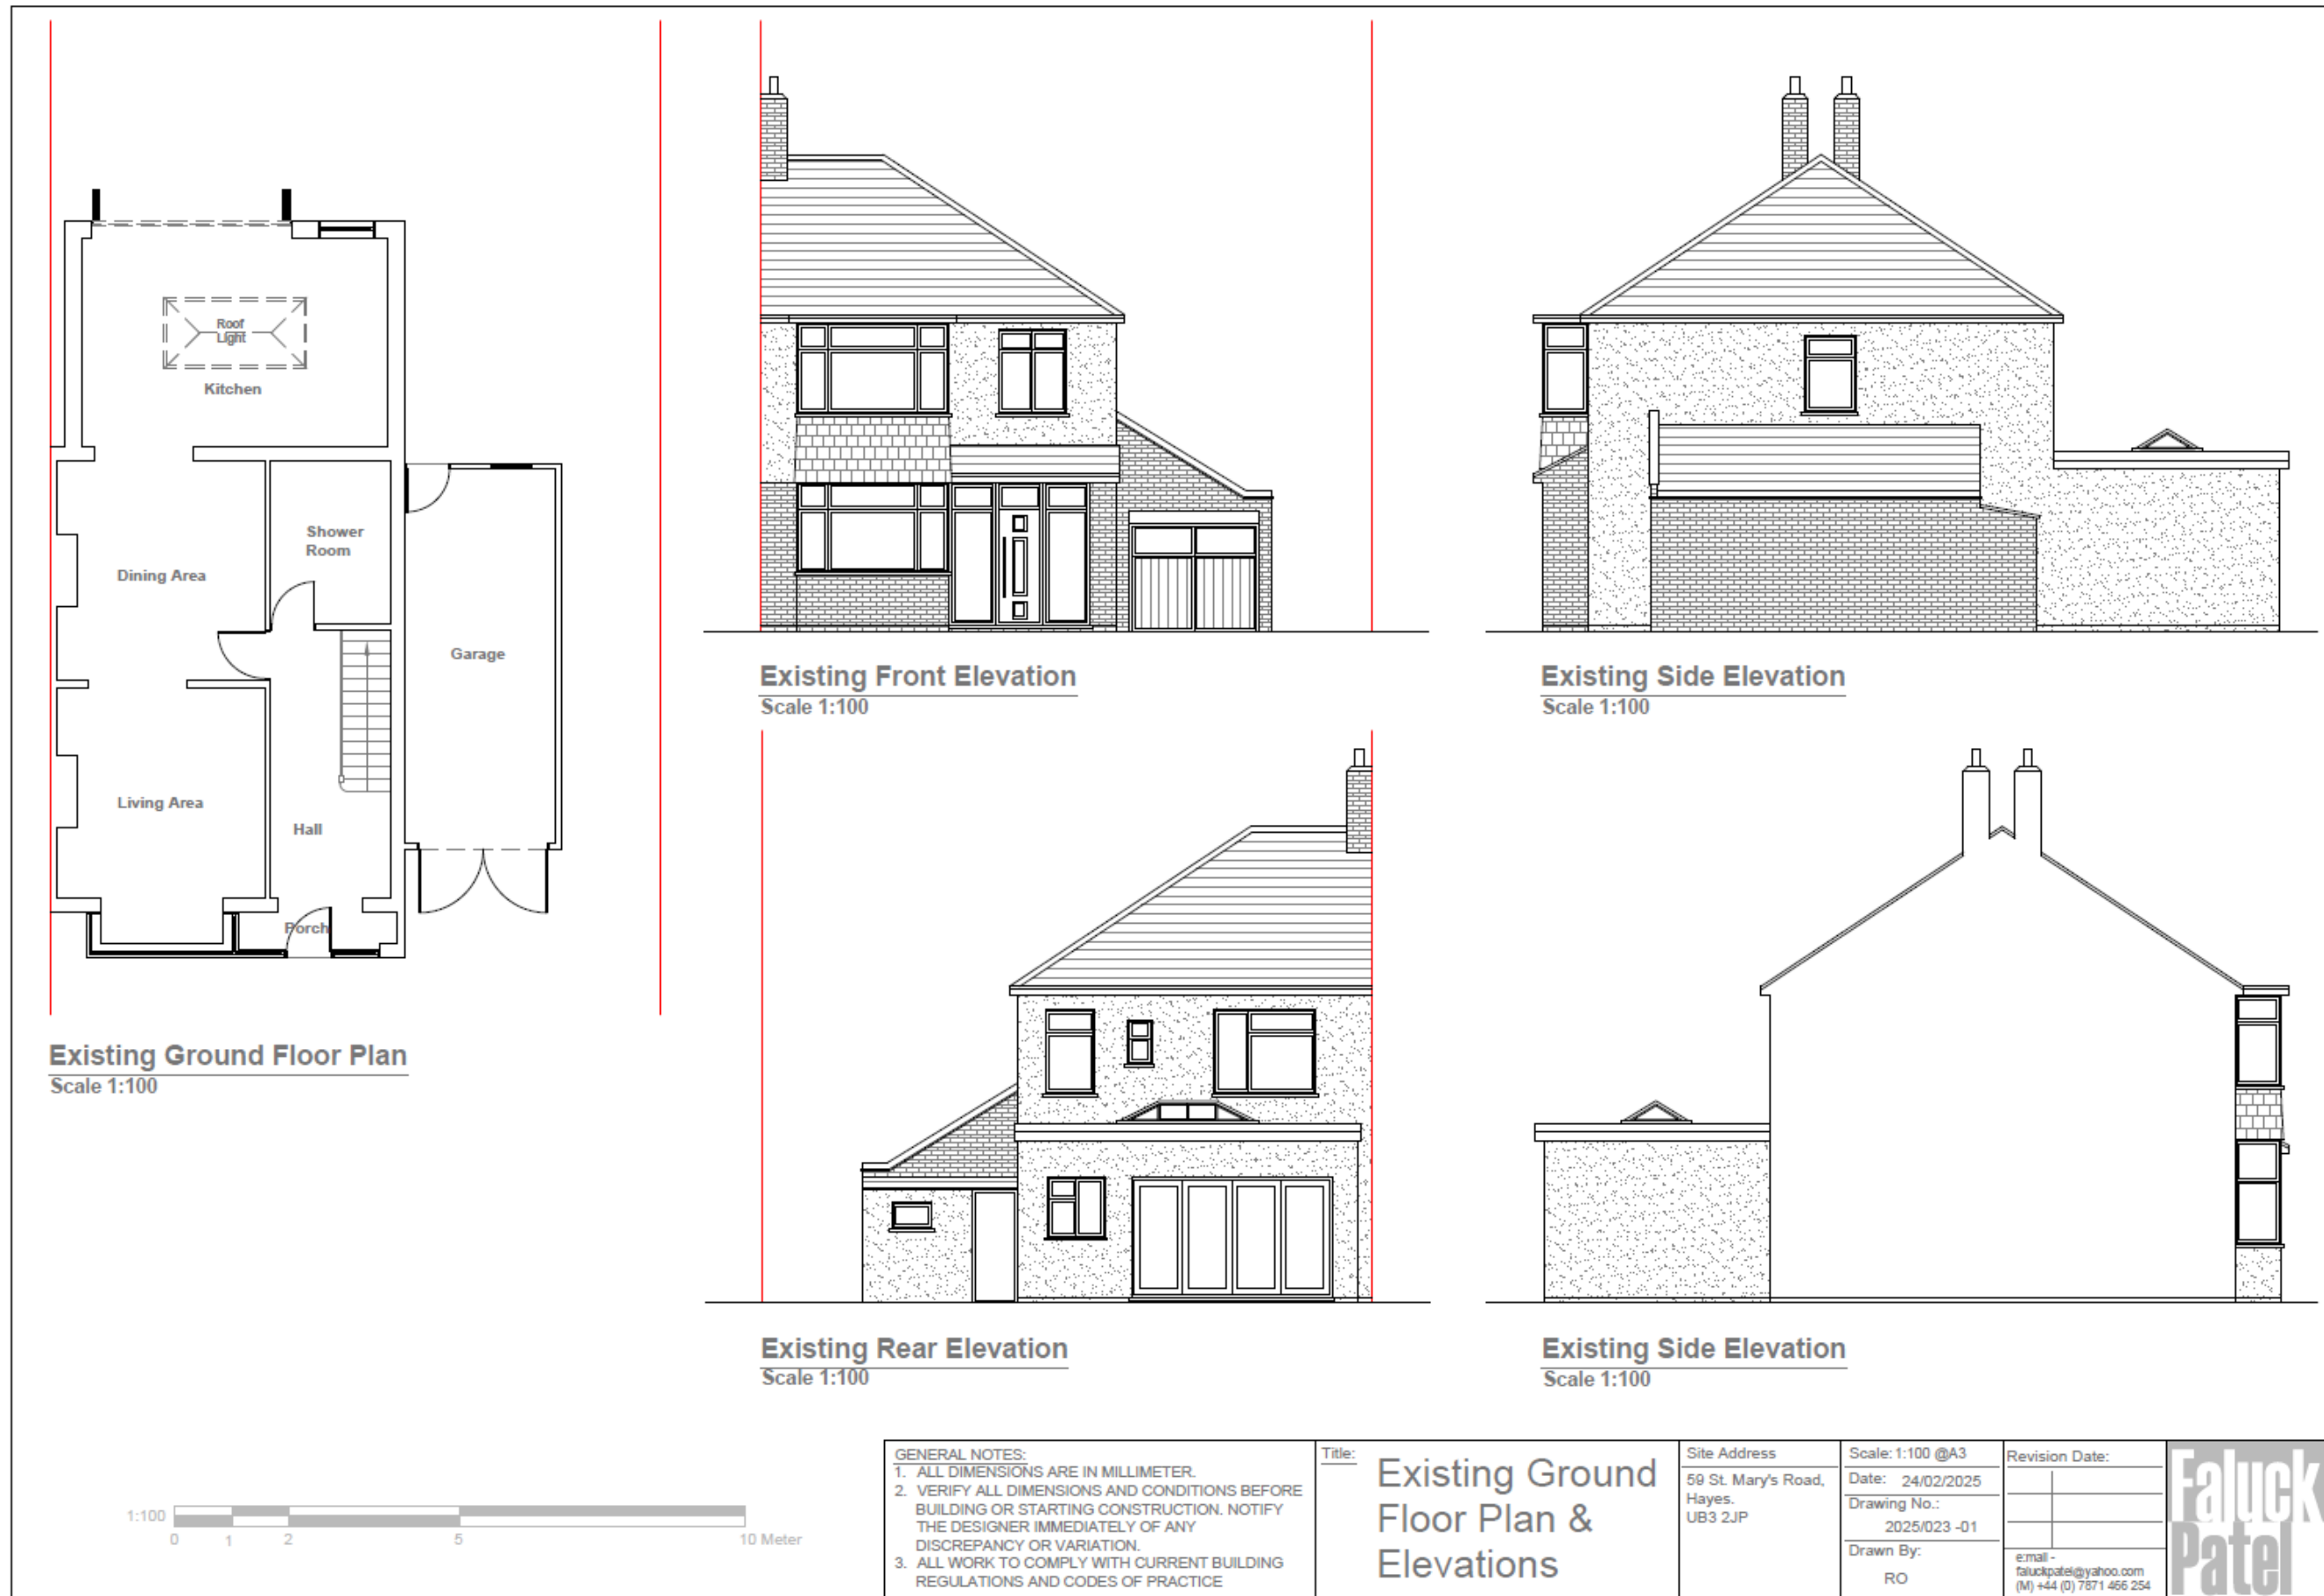 Roof
Light
Kitchen
Shower
Room
Dining Area
Garage
Living Area
Hall
Porch
Existing Ground Floor Plan
Scale 1:100
Existing Front Elevation
Scale 1:100
Existing Side Elevation
Scale 1:100
Existing Rear Elevation
Scale 1:100
Existing Side Elevation
Scale 1:100
1:100
0 1 2 5 10 Meter
GENERAL NOTES:
1. ALL DIMENSIONS ARE IN MILLIMETER.
2. VERIFY ALL DIMENSIONS AND CONDITIONS BEFORE
BUILDING OR STARTING CONSTRUCTION. NOTIFY
THE DESIGNER IMMEDIATELY OF ANY
DISCREPANCY OR VARIATION.
3. ALL WORK TO COMPLY WITH CURRENT BUILDING
REGULATIONS AND CODES OF PRACTICE
Title:
Existing Ground
Floor Plan &
Elevations
Site Address
59 St. Mary's Road,
Hayes.
UB3 2JP
Scale: 1:100 @A3
Date: 24/02/2025
Drawing No.:
2025/023 -01
Drawn By:
RO
Revision Date:
e:mail -
faluckpatel@yahoo.com
(M) +44 (0) 7871 466 254
Faluck
Patel